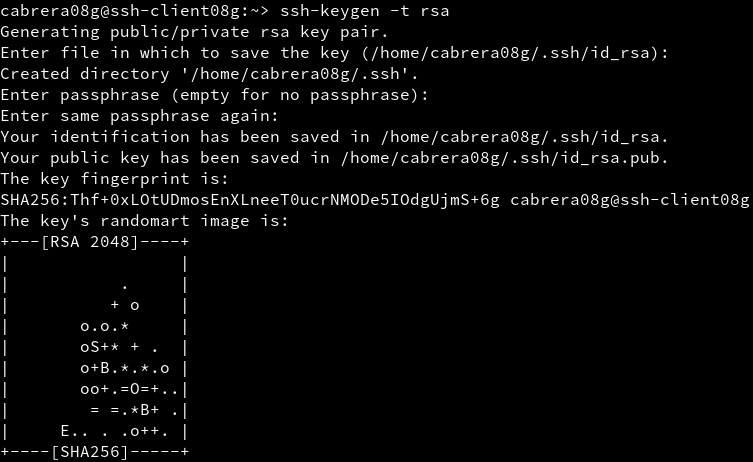 cabrera08g@ssh-client08g:~> ssh-keygen -t rsa
Generating public/private rsa key pair.
Enter file in which to save the key (/home/cabrera08g/.ssh/id_rsa):
Created directory '/home/cabrera08g/.ssh'.
Enter passphrase (empty for no passphrase):
Enter same passphrase again:
Your identification has been saved in /home/cabrera08g/.ssh/id_rsa.
Your public key has been saved in /home/cabrera08g/.ssh/id_rsa.pub.
The key fingerprint is:
SHA256:Thf+0xLOtUDmosEnXLneeT0ucrNMODe5IOdgUjmS+6g cabrera08g@ssh-client08g
The key's randomart image is:
+---[RSA 2048]----+
|                 |
|           .     |
|          + o    |
|       o.o.*     |
|       oS+* + .  |
|       o+B.*.*.o |
|       oo+.=O=+..|
|        = =.*B+ .|
|     E.. . .o++. |
+----[SHA256]-----+